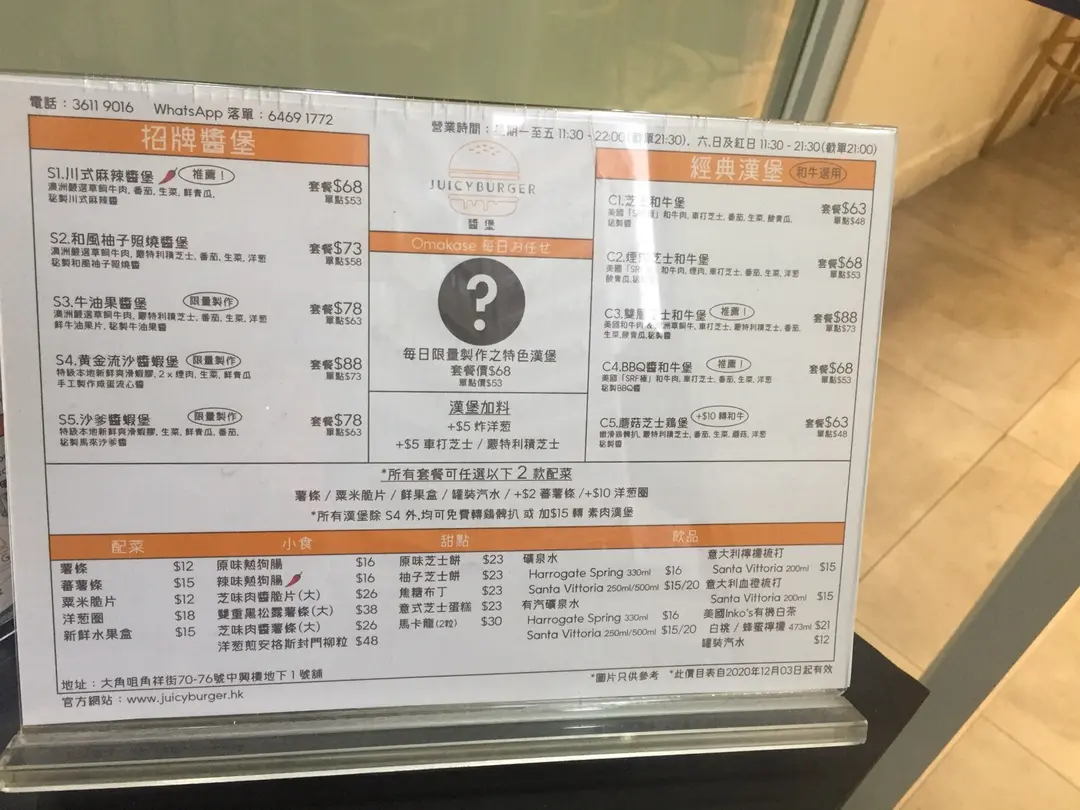 電話：3611 9016 WhatsApp 落單：6469 1772
營業時間：星期一至五 11:30 - 22:00(截單21:30)，六,日及紅日 11:30 - 21:30(截單21:00)
招牌醬堡
S1.川式麻辣醬堡 推薦！ 套餐$68
澳洲嚴選草飼牛肉, 番茄, 生菜, 鮮青瓜, 單點$53
秘製川式麻辣醬
S2.和風柚子照燒醬堡 套餐$73
澳洲嚴選草飼牛肉, 蒙特利積芝士, 番茄, 生菜, 洋葱 單點$58
秘製和風柚子照燒醬
S3.牛油果醬堡 限量製作 套餐$78
澳洲嚴選草飼牛肉, 蒙特利積芝士, 番茄, 生菜, 洋葱 單點$63
鮮牛油果片, 秘製牛油果醬
S4.黃金流沙醬蝦堡 限量製作 套餐$88
特級本地新鮮爽滑蝦膠, 2 x 煙肉, 生菜, 鮮青瓜 單點$73
手工製作咸蛋流心醬
S5.沙爹醬蝦堡 限量製作 套餐$78
特級本地新鮮爽滑蝦膠, 生菜, 鮮青瓜, 番茄, 單點$63
秘製馬來沙爹醬
JUICYBURGER
醬堡
Omakase 每日お任せ
?
每日限量製作之特色漢堡
套餐價$68
單點價$53
漢堡加料
+$5 炸洋葱
+$5 車打芝士 / 蒙特利積芝士
經典漢堡 和牛選用
C1.芝士和牛堡 套餐$63
美國「SRF極」和牛肉, 車打芝士, 番茄, 生菜, 酸青瓜, 單點$48
秘製醬
C2.煙肉芝士和牛堡 套餐$68
美國「SRF極」和牛肉, 煙肉, 車打芝士, 番茄, 生菜, 洋葱 單點$53
酸青瓜, 秘製醬
C3.雙層芝士和牛堡 推薦！ 套餐$88
美國和牛肉 & 澳洲草飼牛, 車打芝士, 蒙特利積芝士, 番茄, 單點$73
生菜,酸青瓜,秘製醬
C4.BBQ醬和牛堡 推薦！ 套餐$68
美國「SRF極」和牛肉, 車打芝士, 番茄, 生菜, 洋葱 單點$53
秘製BBQ醬
C5.蘑菇芝士鷄堡 +$10 轉和牛 套餐$63
嫩滑鷄髀扒, 蒙特利積芝士, 番茄, 生菜, 蘑菇, 洋葱 單點$48
秘製醬
*所有套餐可任選以下 2 款配菜
薯條 / 粟米脆片 / 鮮果盒 / 罐裝汽水 / +$2 蕃薯條 /+$10 洋葱圈
*所有漢堡除 S4 外,均可免費轉鷄髀扒 或 加$15 轉 素肉漢堡
配菜
薯條 $12
蕃薯條 $15
粟米脆片 $12
洋葱圈 $18
新鮮水果盒 $15
小食
原味熱狗腸 $16
辣味熱狗腸 $16
芝味肉醬脆片(大) $26
雙重黑松露薯條(大) $38
芝味肉醬薯條(大) $26
洋葱煎安格斯封門柳粒 $48
甜點
原味芝士餅 $23
柚子芝士餅 $23
焦糖布丁 $23
意式芝士蛋糕 $23
馬卡龍(2粒) $30
飲品
礦泉水
Harrogate Spring 330ml $16
Santa Vittoria 250ml/500ml $15/20
有汽礦泉水
Harrogate Spring 330ml $16
Santa Vittoria 250ml/500ml $15/20
意大利檸檬梳打
Santa Vittoria 200ml $15
意大利血橙梳打
Santa Vittoria 200ml $15
美國Inko's有機白茶
白桃 / 蜂蜜檸檬 473ml $21
罐裝汽水 $12
地址：大角咀角祥街70-76號中興樓地下 1 號舖
官方網站：www.juicyburger.hk
*圖片只供參考 *此價目表自2020年12月03日起有效